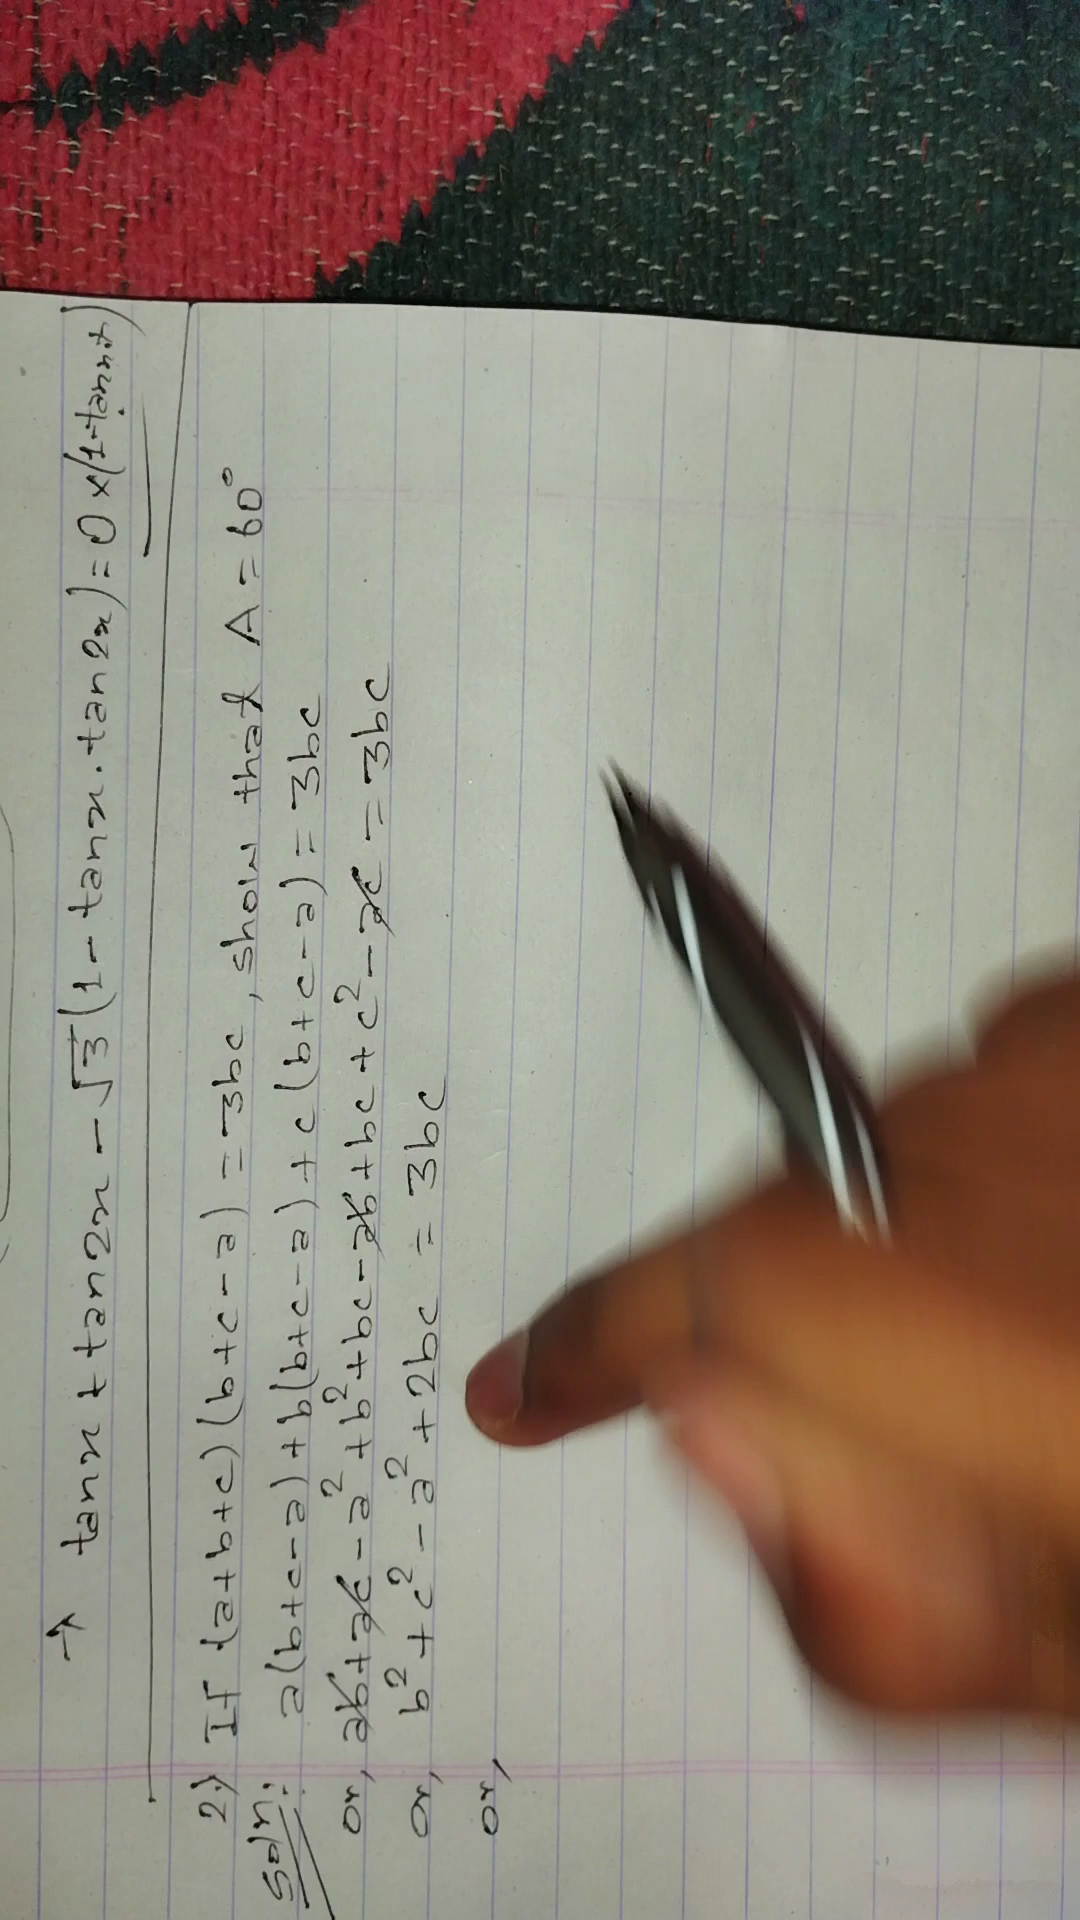 → tanx + tan2x - √3(1 - tanx.tan2x) = 0 x (1-tanx.t)
2) If (a+b+c)(b+c-a) = 3bc, show that A = 60°
Soln: a(b+c-a)+b(b+c-a)+c(b+c-a) = 3bc
or, ab+ac-a²+b²+bc-ab+bc+c²-ac = 3bc
or, b²+c²-a²+2bc = 3bc
or,